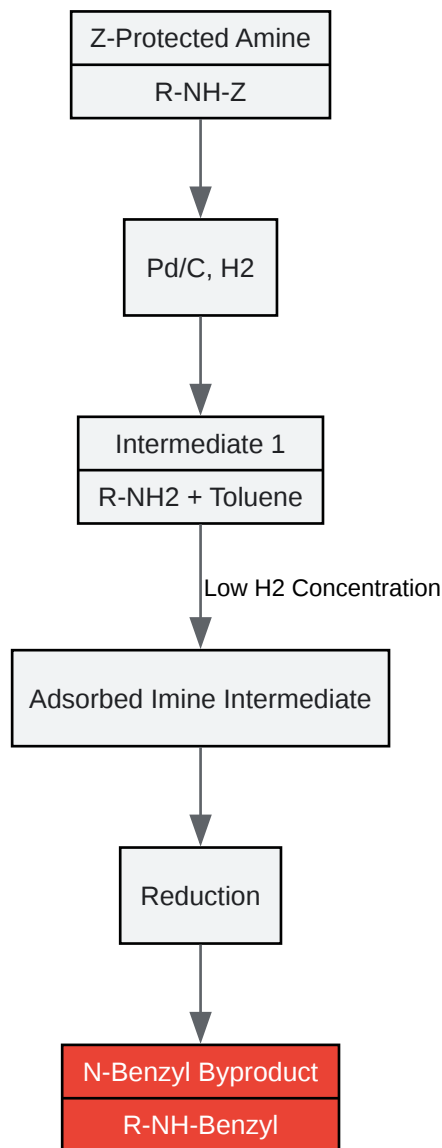 Z-Protected Amine
R-NH-Z
Pd/C, H2
Intermediate 1
R-NH2 + Toluene
Low H2 Concentration
Adsorbed Imine Intermediate
Reduction
N-Benzyl Byproduct
R-NH-Benzyl